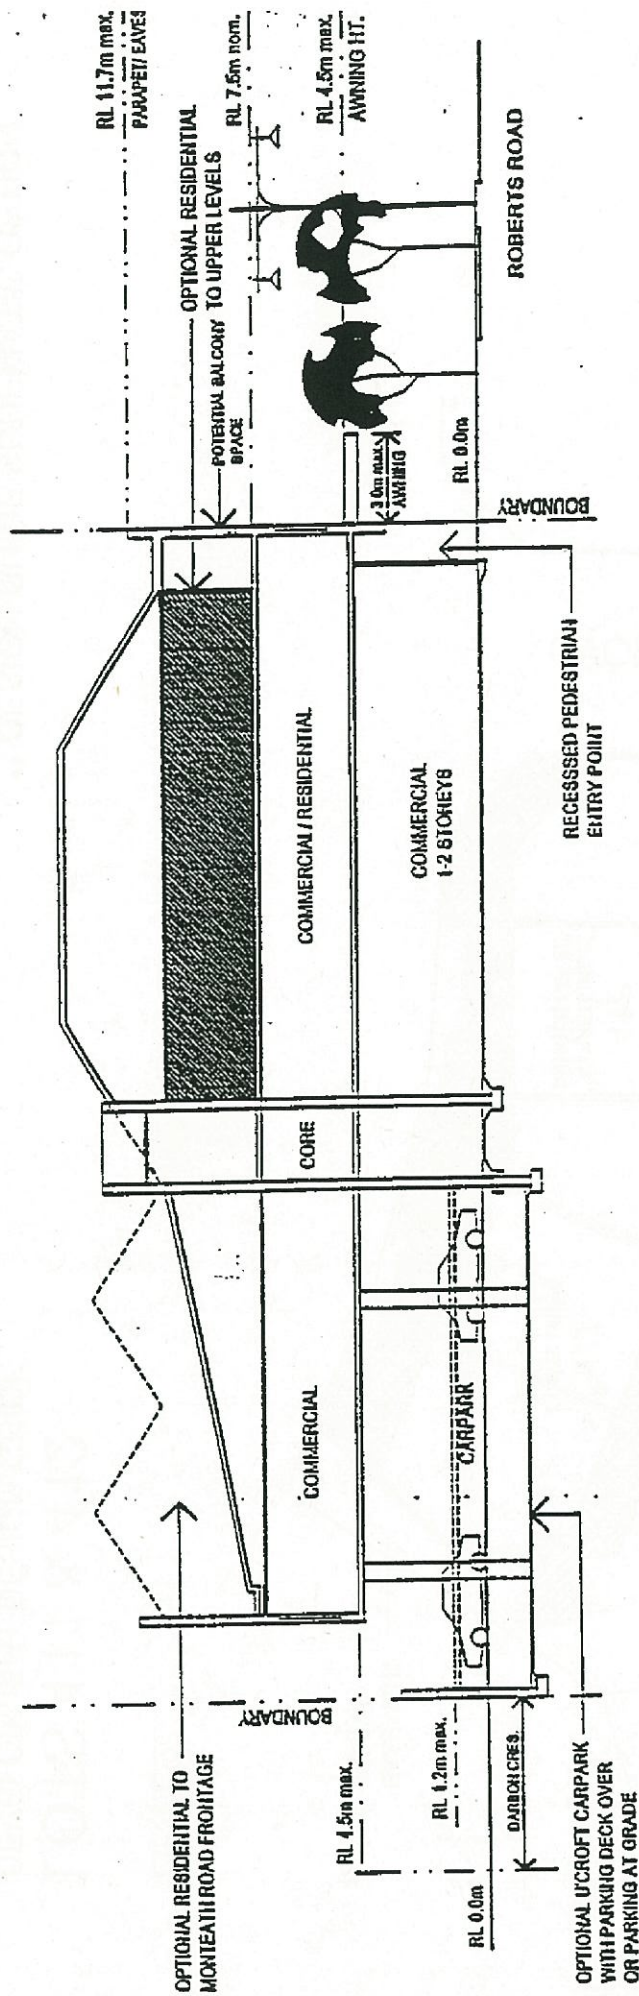 RL 11.7m max.
PARAPET/ EAVES
OPTIONAL RESIDENTIAL
POTENTIAL BALCONY TO UPPER LEVELS
SPACE
RL 7.5m nom.
RL 4.5m max.
AWNING HT.
3.0m max.
AWNING
RL 0.0m
BOUNDARY
ROBERTS ROAD
COMMERCIAL / RESIDENTIAL
COMMERCIAL
1-2 STOREYS
RECESSSED PEDESTRIAN
ENTRY POINT
CORE
COMMERCIAL
CARPARK
OPTIONAL RESIDENTIAL TO
MONTEATH ROAD FRONTAGE
BOUNDARY
RL 4.5m max.
RL 1.2m max.
DARBON CRES.
RL 0.0m
OPTIONAL U'CROFT CARPARK
WITH PARKING DECK OVER
OR PARKING AT GRADE